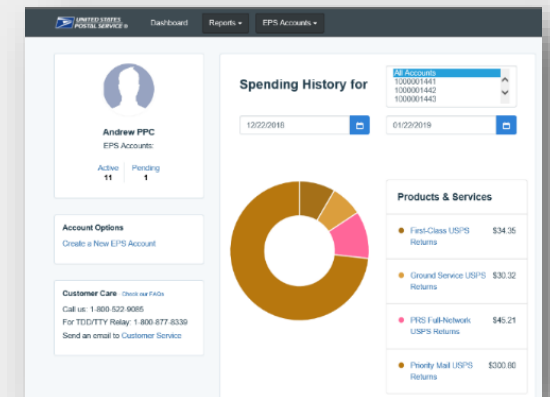 UNITED STATES
POSTAL SERVICE ®
Dashboard
Reports
EPS Accounts
Andrew PPC
EPS Accounts:
Active Pending
11 1
Account Options
Create a New EPS Account
Customer Care Check our FAQs
Call us: 1-800-522-9085
For TDD/TTY Relay: 1-800-877-8339
Send an email to Customer Service
Spending History for
All Accounts
1000001441
1000001442
1000001443
12/22/2018
01/22/2019
Products & Services
First-Class USPS $34.35
Returns
Ground Service USPS $30.32
Returns
PRS Full-Network $45.21
USPS Returns
Priority Mail USPS $300.80
Returns